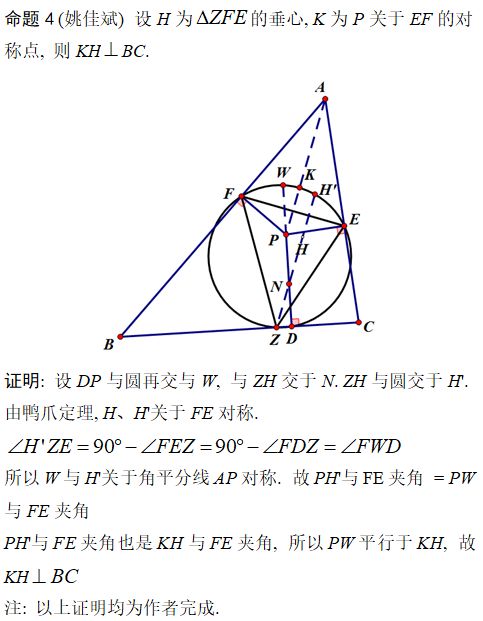 命题 4 (姚佳斌) 设 H 为 ΔZFE 的垂心, K 为 P 关于 EF 的对
称点, 则 KH⊥BC.
A
W
K
H'
F
E
P
H
N
B
Z
D
C
证明: 设 DP 与圆再交与 W, 与 ZH 交于 N. ZH 与圆交于 H'.
由鸭爪定理, H、H'关于 FE 对称.
∠H'ZE = 90° − ∠FEZ = 90° − ∠FDZ = ∠FWD
所以 W 与 H'关于角平分线 AP 对称. 故 PH'与 FE 夹角 = PW
与 FE 夹角
PH'与 FE 夹角也是 KH 与 FE 夹角, 所以 PW 平行于 KH, 故
KH⊥BC
注: 以上证明均为作者完成.